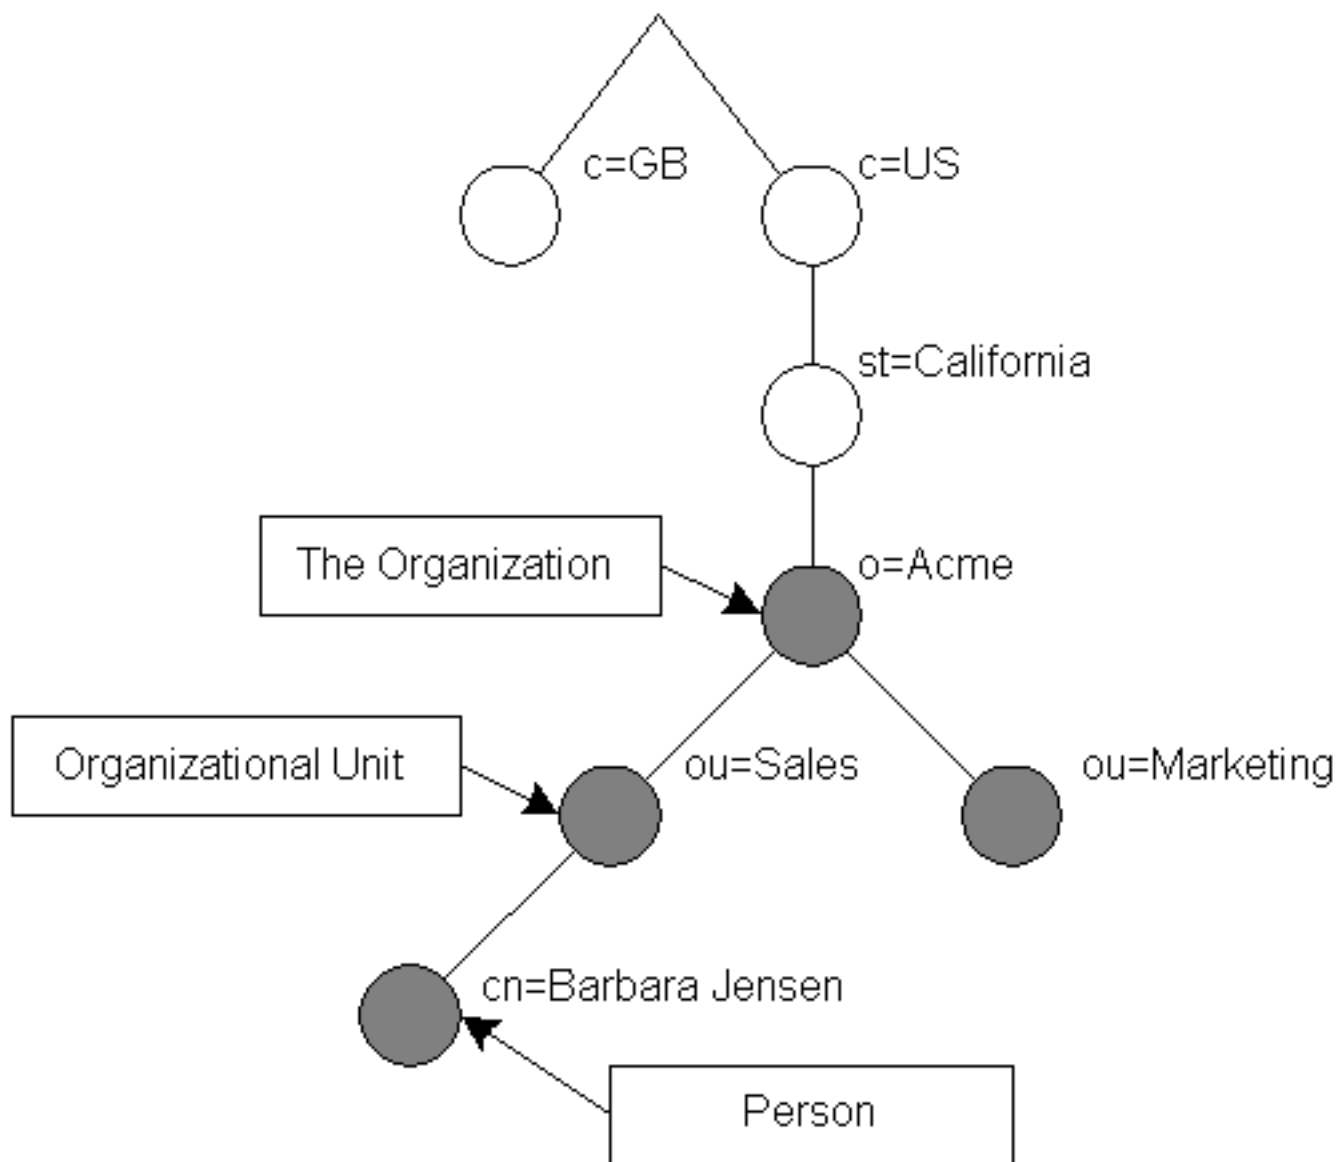 c=GB
c=US
st=California
The Organization
o=Acme
Organizational Unit
ou=Sales
ou=Marketing
cn=Barbara Jensen
Person